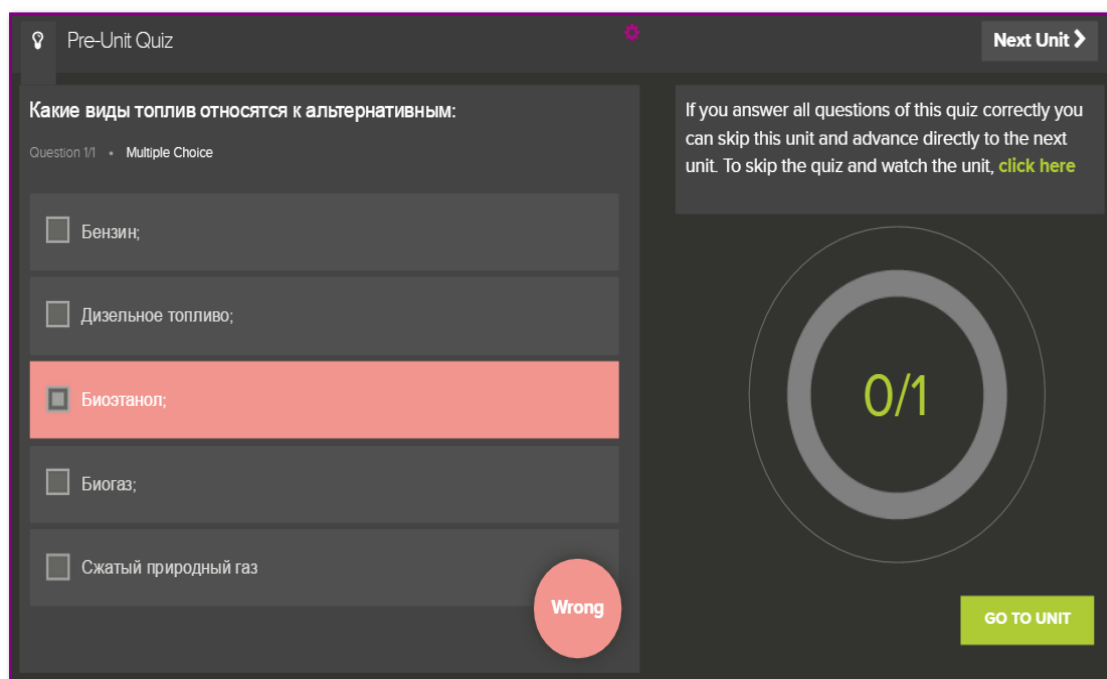 Pre-Unit Quiz
Next Unit
Какие виды топлив относятся к альтернативным:
Question 1/1 • Multiple Choice
Бензин;
Дизельное топливо;
Биоэтанол;
Биогаз;
Сжатый природный газ
Wrong
If you answer all questions of this quiz correctly you
can skip this unit and advance directly to the next
unit. To skip the quiz and watch the unit, click here
0/1
GO TO UNIT